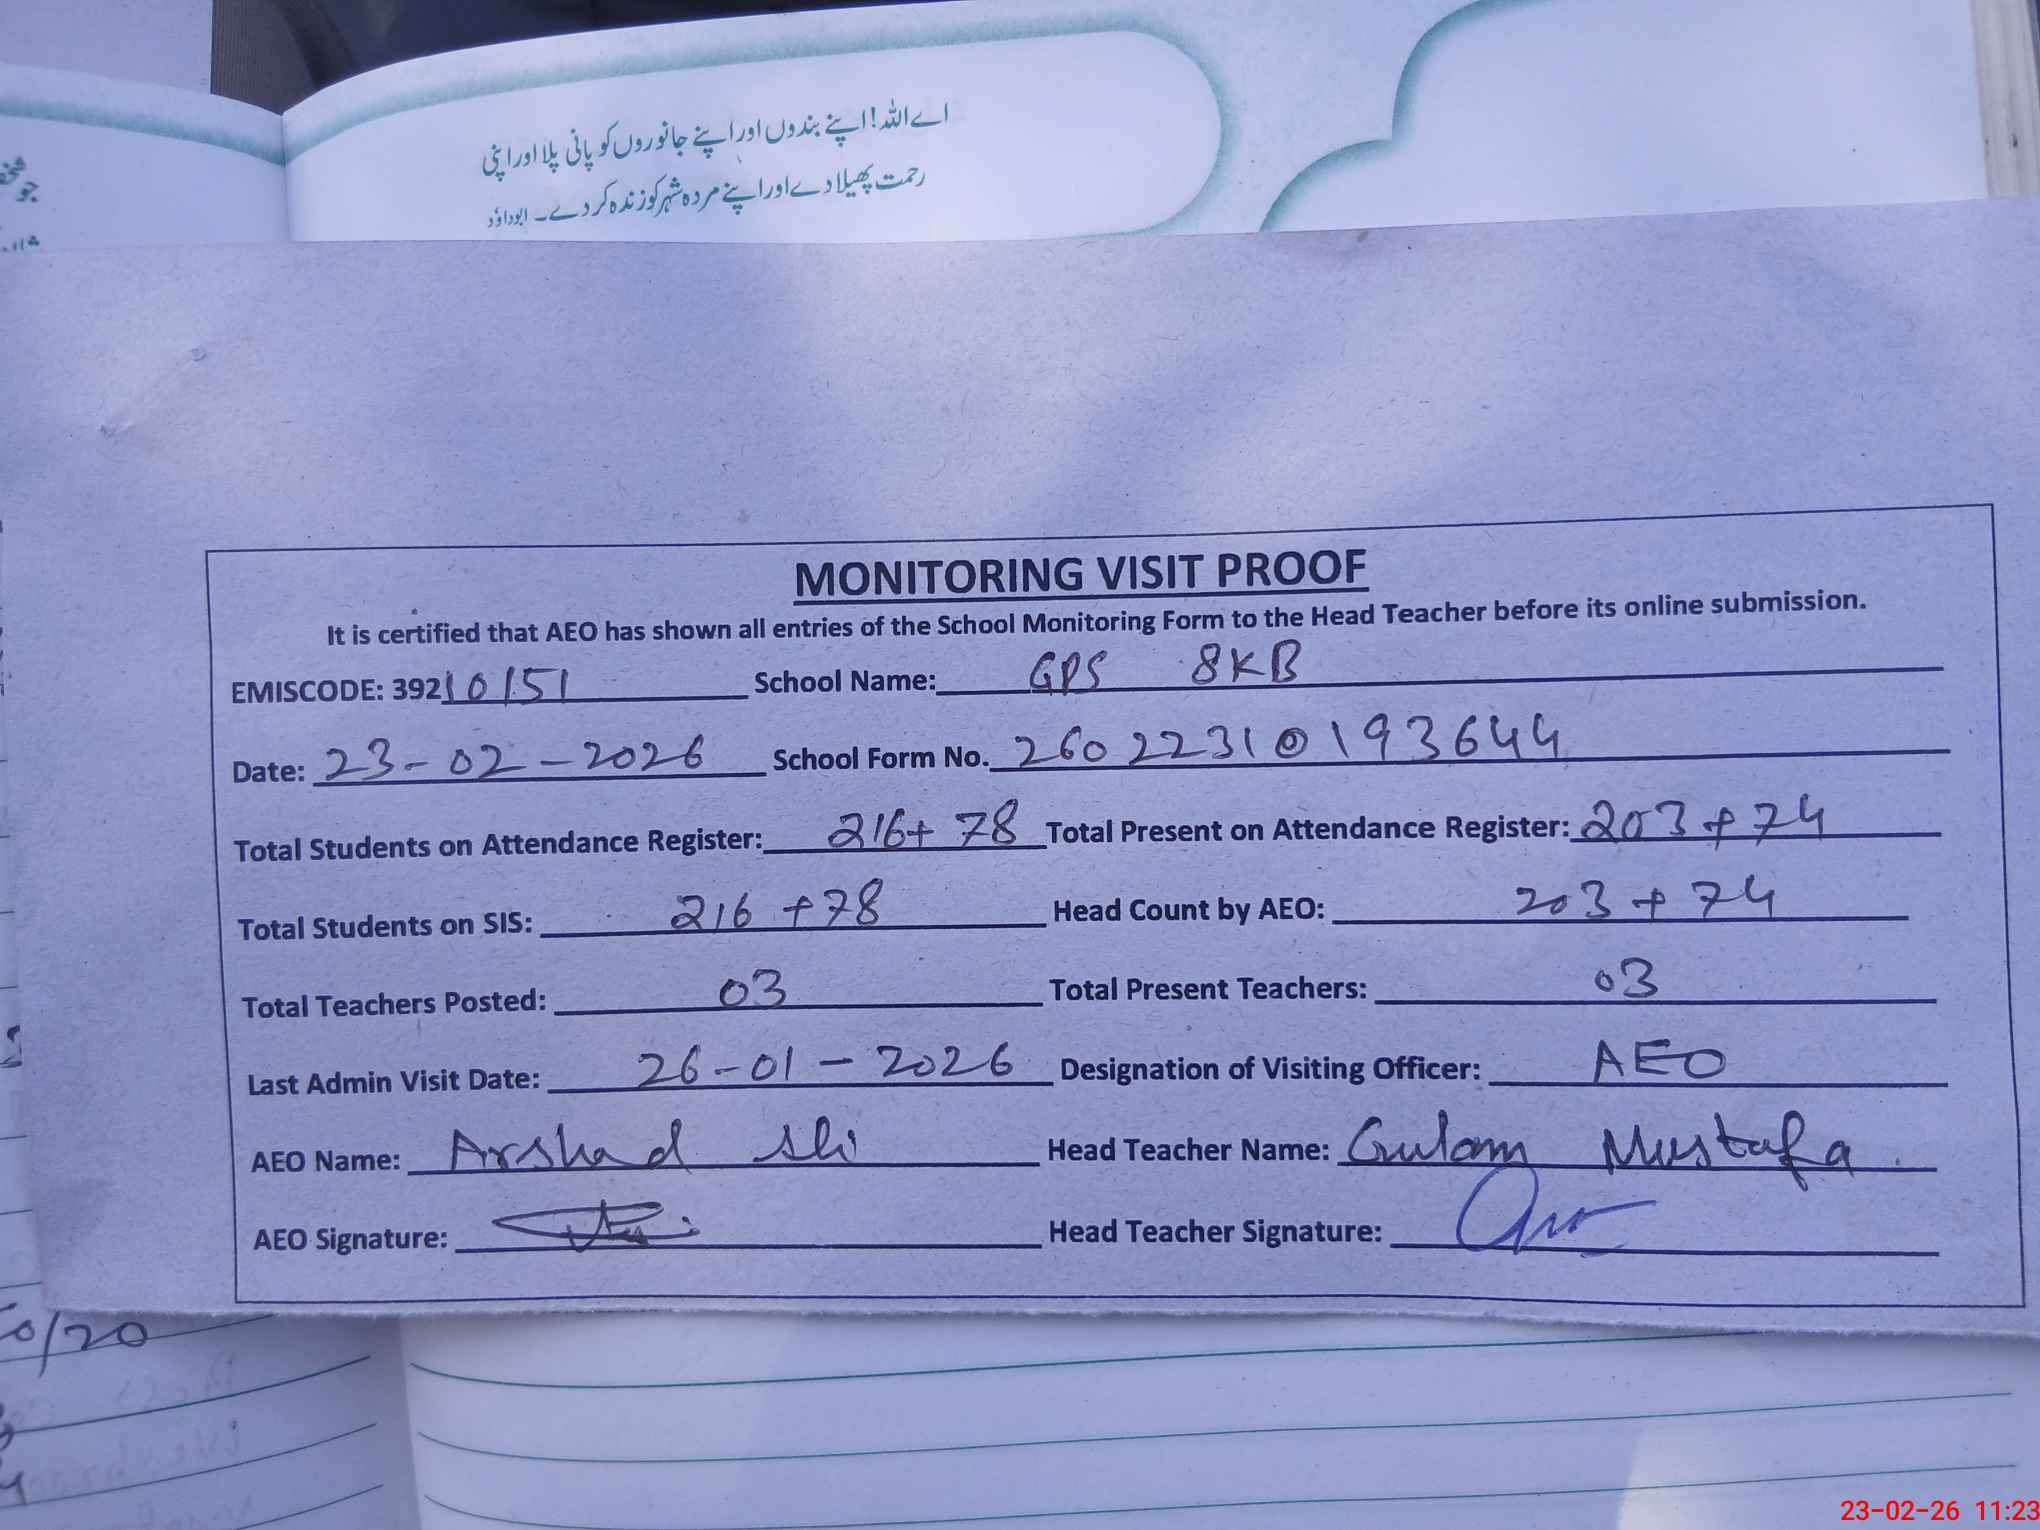 اے اللہ! اپنے بندوں اور اپنے جانوروں کو پانی پلا اور اپنی
رحمت پھیلا دے اور اپنے مردہ شہر کو زندہ کر دے۔ ابوداؤد
MONITORING VISIT PROOF
It is certified that AEO has shown all entries of the School Monitoring Form to the Head Teacher before its online submission.
EMISCODE: 39210151 School Name: GPS 8KB
Date: 23-02-2026 School Form No. 26022310193644
Total Students on Attendance Register: 216+ 78 Total Present on Attendance Register: 203+74
Total Students on SIS: 216 +78 Head Count by AEO: 203 + 74
Total Teachers Posted: 03 Total Present Teachers: 03
Last Admin Visit Date: 26-01-2026 Designation of Visiting Officer: AEO
AEO Name: Arshad Ali Head Teacher Name: Gulam Mustafa
AEO Signature: Head Teacher Signature:
0/20
23-02-26 11:23